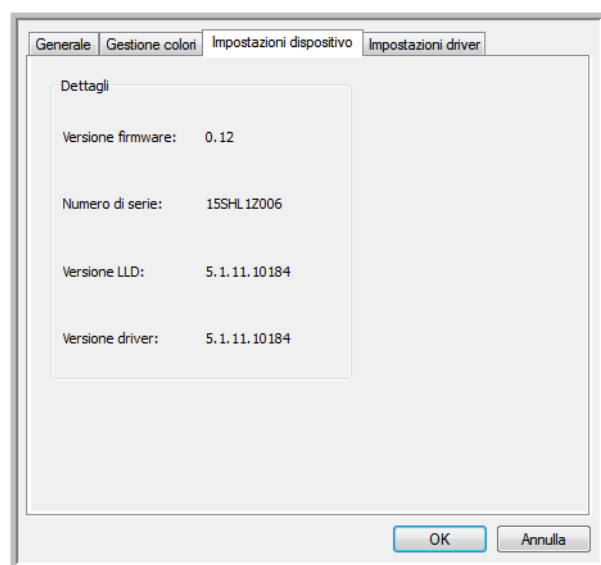 Generale Gestione colori Impostazioni dispositivo Impostazioni driver
Dettagli
Versione firmware: 0.12
Numero di serie: 15SHL1Z006
Versione LLD: 5.1.11.10184
Versione driver: 5.1.11.10184
OK Annulla